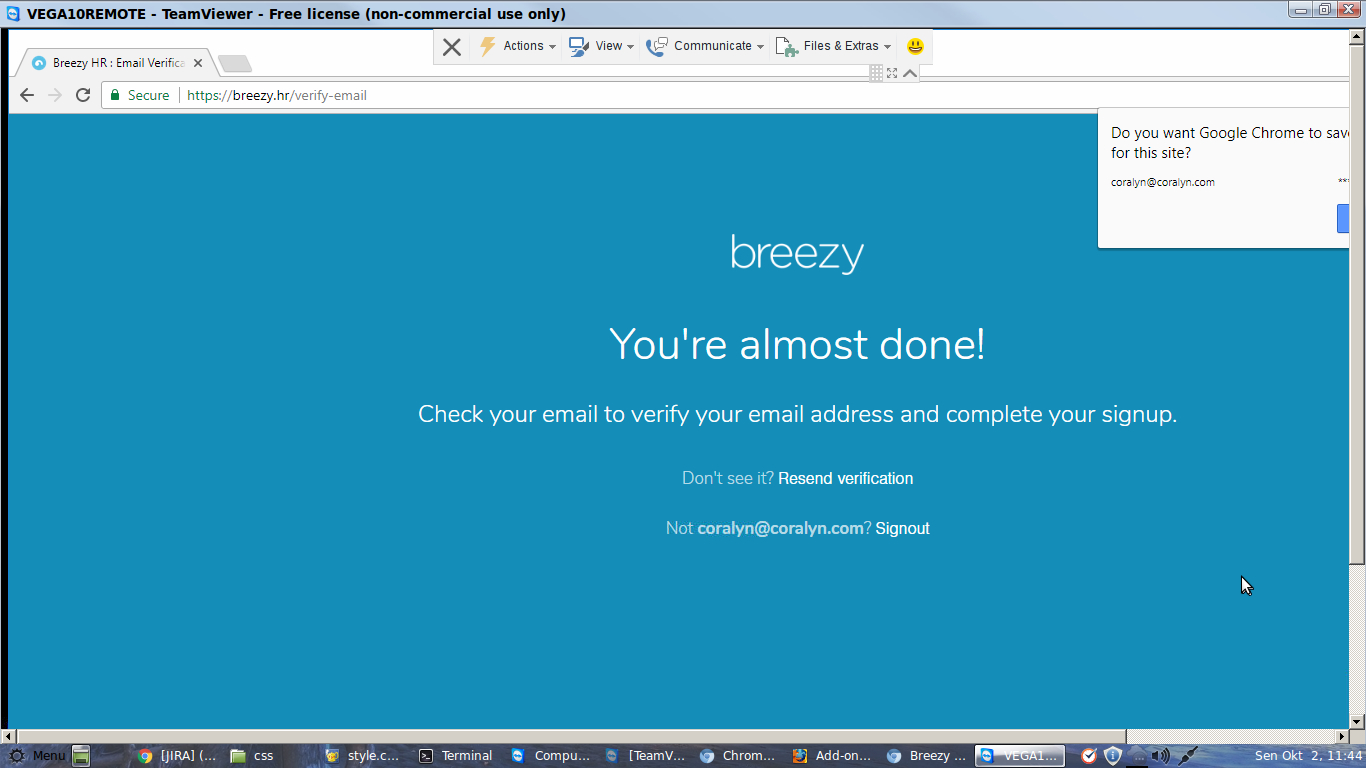 VEGA10REMOTE - TeamViewer - Free license (non-commercial use only)
Actions View Communicate Files & Extras
Breezy HR : Email Verifica
Secure https://breezy.hr/verify-email
Do you want Google Chrome to save
for this site?
coralyn@coralyn.com **
breezy
You're almost done!
Check your email to verify your email address and complete your signup.
Don't see it? Resend verification
Not coralyn@coralyn.com? Signout
Menu [JIRA] (... css style.c... Terminal Compu... [TeamV... Chrom... Add-on... Breezy ... VEGA1... Sen Okt 2, 11:44